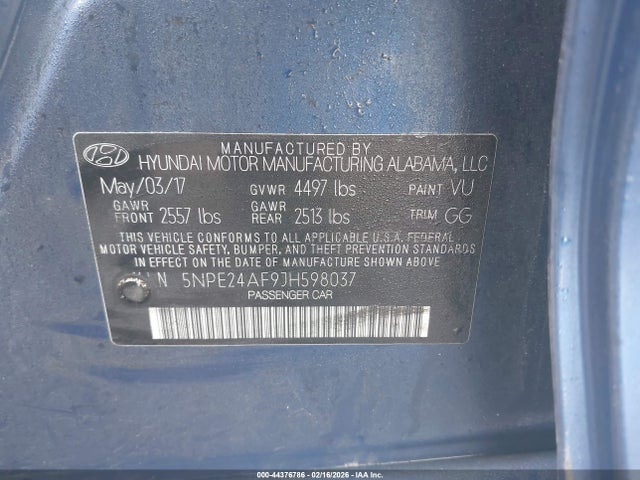 MANUFACTURED BY
HYUNDAI MOTOR MANUFACTURING ALABAMA, LLC
May/03/17 GVWR 4497 lbs PAINT VU
GAWR FRONT 2557 lbs GAWR REAR 2513 lbs TRIM GG
THIS VEHICLE CONFORMS TO ALL APPLICABLE U.S.A. FEDERAL
MOTOR VEHICLE SAFETY, BUMPER, AND THEFT PREVENTION STANDARDS
IN EFFECT ON THE DATE OF MANUFACTURE SHOWN ABOVE.
VIN 5NPE24AF9JH598037
PASSENGER CAR
000-44376786 - 02/16/2026 - IAAI.com